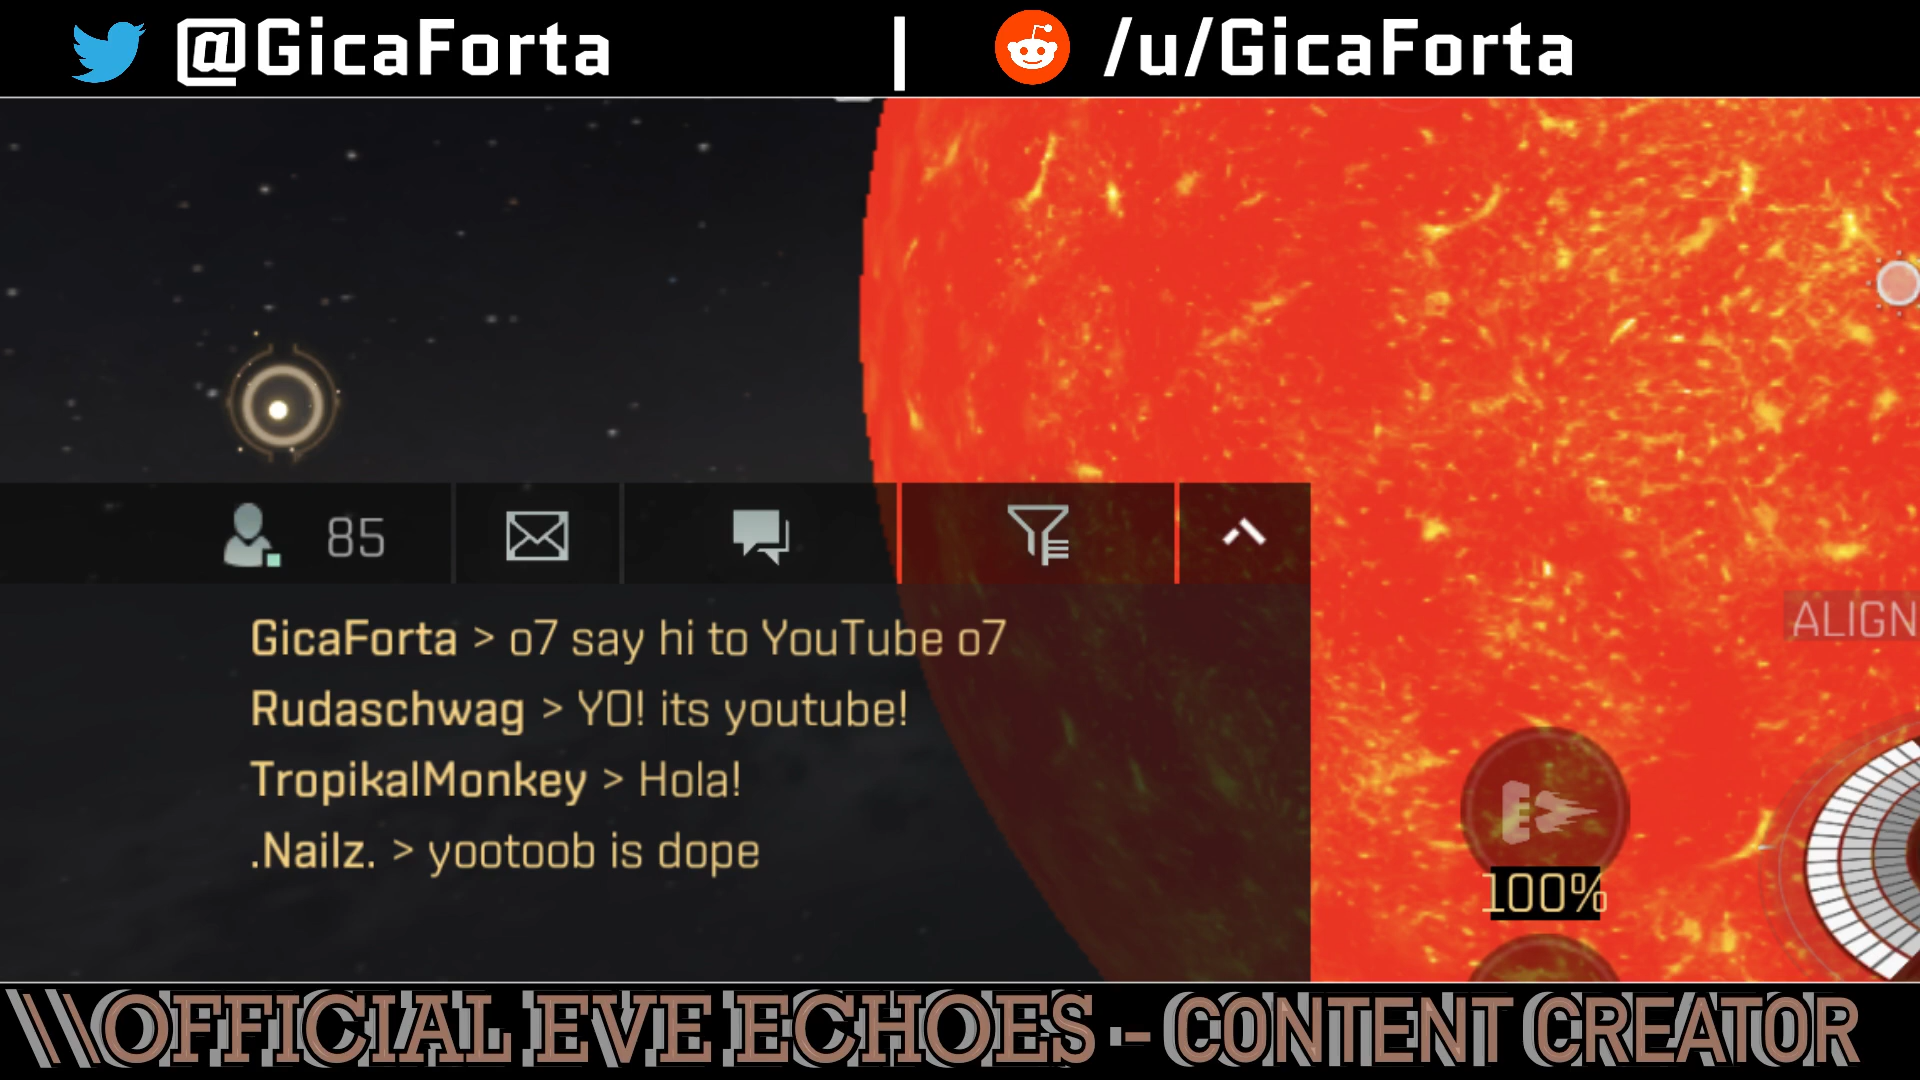 @GicaForta | /u/GicaForta
85
GicaForta > o7 say hi to YouTube o7
Rudaschwag > YO! its youtube!
TropikalMonkey > Hola!
.Nailz. > yootoob is dope
ALIGN
100%
\\OFFICIAL EVE ECHOES - CONTENT CREATOR